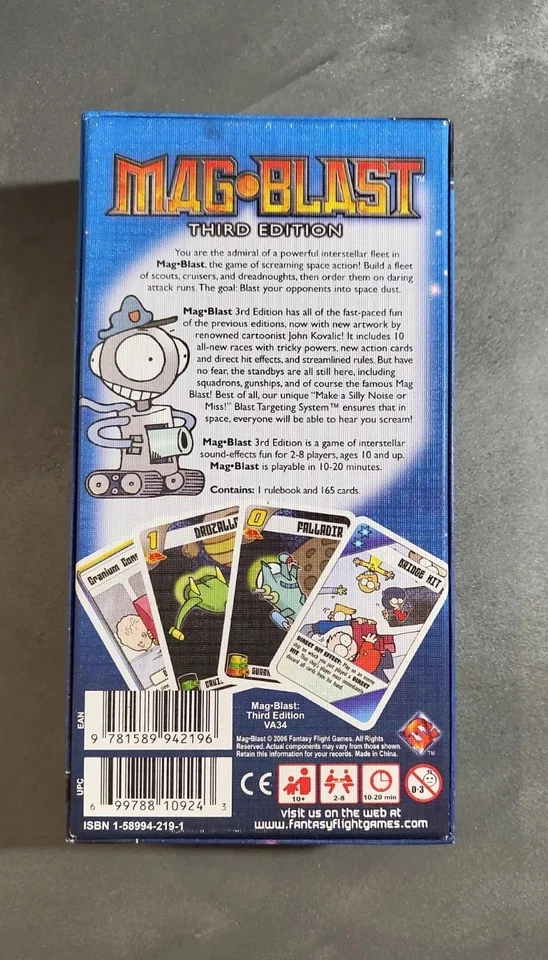 MAG•BLAST™
THIRD EDITION
You are the admiral of a powerful interstellar fleet in
Mag•Blast, the game of screaming space action! Build a fleet
of scouts, cruisers, and dreadnoughts, then order them on daring
attack runs. The goal: Blast your opponents into space dust.
Mag•Blast 3rd Edition has all of the fast-paced fun
of the previous editions, now with new artwork by
renowned cartoonist John Kovalic! It includes 10
all-new races with tricky powers, new action cards
and direct hit effects, and streamlined rules. But have
no fear, the standbys are all still here, including
squadrons, gunships, and of course the famous Mag
Blast! Best of all, our unique "Make a Silly Noise or
Miss!" Blast Targeting System™ ensures that in
space, everyone will be able to hear you scream!
Mag•Blast 3rd Edition is a game of interstellar
sound-effects fun for 2-8 players, ages 10 and up.
Mag•Blast is playable in 10-20 minutes.
Contains: 1 rulebook and 165 cards.
1
0
FALLADIR
BRIDGE HIT
DIRECT HIT EFFECT:
Mag•Blast:
Third Edition
VA34
EAN
9 781589 942196
Mag•Blast © 2006 Fantasy Flight Games. All Rights
Reserved. Actual components may vary from those shown.
Retain this information for your records. Made in China.
UPC
6 99788 10924 3
CE
10+
2-8
10-20 min
0-3
ISBN 1-58994-219-1
visit us on the web at
www.fantasyflightgames.com